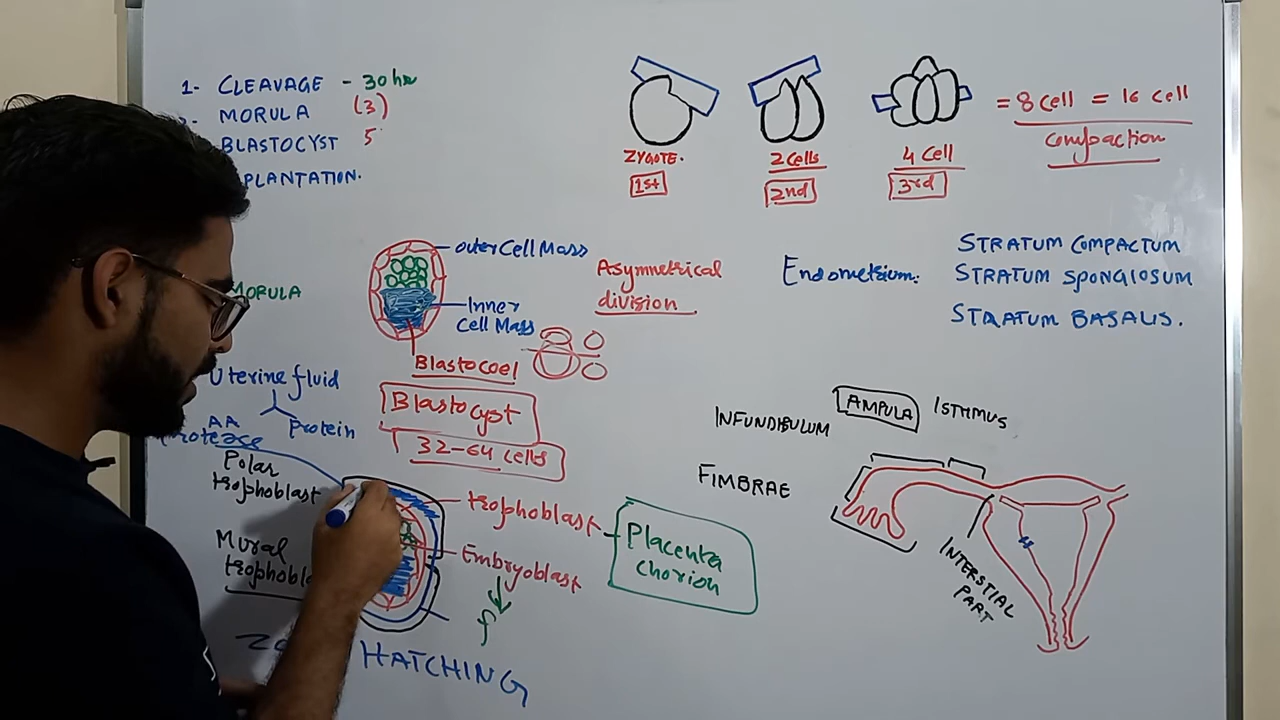 1- CLEAVAGE - 30 hr
MORULA (3)
BLASTOCYST 5
PLANTATION.
ZYGOTE.
1st
2 Cells
2nd
4 Cell
3rd
= 8 Cell = 16 Cell
Compaction
MORULA
outer Cell Mass
Inner
Cell Mass
Blastocoel
Asymmetrical
division
Endometrium:
STRATUM COMPACTUM
STRATUM SPONGIOSUM
STRATUM BASALIS.
Uterine fluid
AA
Protein
Blastocyst
32-64 cells
Polar
trophoblast
Mural
trophobl
trophoblast
Embryoblast
f
Placenta
chorion
HATCHING
INFUNDIBULUM
AMPULA
ISTHMUS
FIMBRAE
INTERSTIAL
PART